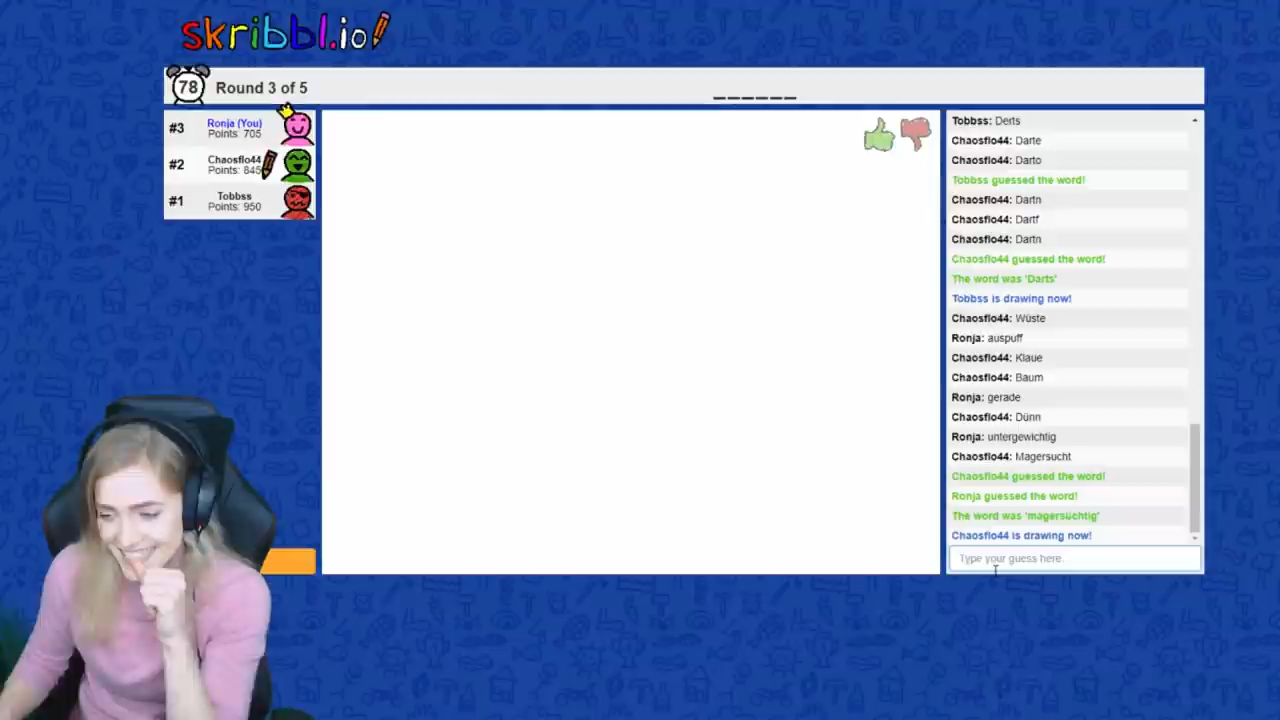 skribbl.io
78 Round 3 of 5 ______
#3 Ronja (You)
Points: 705
#2 Chaosflo44
Points: 845
#1 Tobbss
Points: 950
Tobbss: Derts
Chaosflo44: Darte
Chaosflo44: Darto
Tobbss guessed the word!
Chaosflo44: Dartn
Chaosflo44: Dartf
Chaosflo44: Dartn
Chaosflo44 guessed the word!
The word was 'Darts'
Tobbss is drawing now!
Chaosflo44: Wüste
Ronja: auspuff
Chaosflo44: Klaue
Chaosflo44: Baum
Ronja: gerade
Chaosflo44: Dünn
Ronja: untergewichtig
Chaosflo44: Magersucht
Chaosflo44 guessed the word!
Ronja guessed the word!
The word was 'magersüchtig'
Chaosflo44 is drawing now!
Type your guess here.